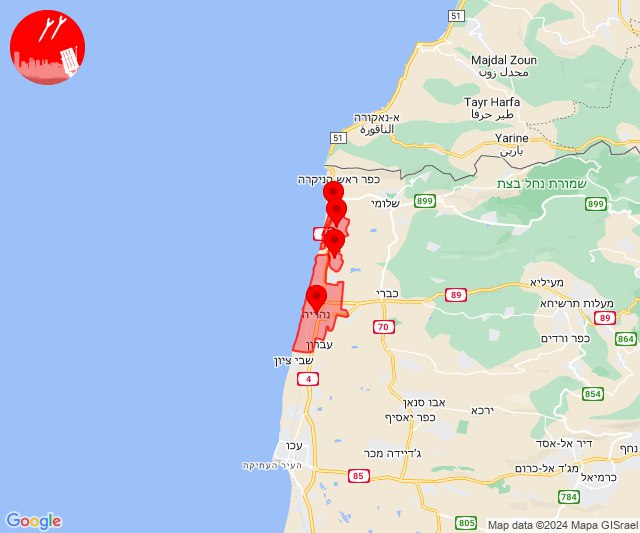 51
Majdal Zoun
محدل زون
Tayr Harfa
طير حرفا
א-נאקורה
الناقورة
51
Yarine
يارين
כפר ראש הניקרה
שמורת נחל בצת
שלומי
899
899
מעיליא
כברי
89
מעלות תרשיחא
89
נהריה
70
כפר ורדים
864
עברון
שבי ציון
4
854
אבו סנאן
ירכא
כפר יאסיף
עכו
דיר אל-אסד
נחף
ג'דיידה מכר
העיר העתיקה
מג'ד אל-כרום
85
כרמיאל
784
805
Google
Map data ©2024 Mapa GISrael